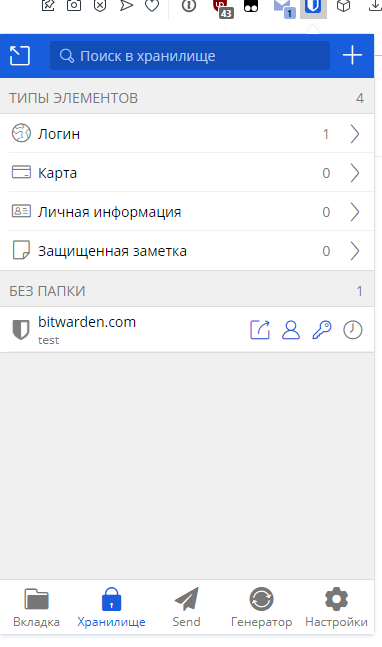 43
1
Поиск в хранилище
ТИПЫ ЭЛЕМЕНТОВ 4
Логин 1
Карта 0
Личная информация 0
Защищенная заметка 0
БЕЗ ПАПКИ 1
bitwarden.com
test
Вкладка Хранилище Send Генератор Настройки